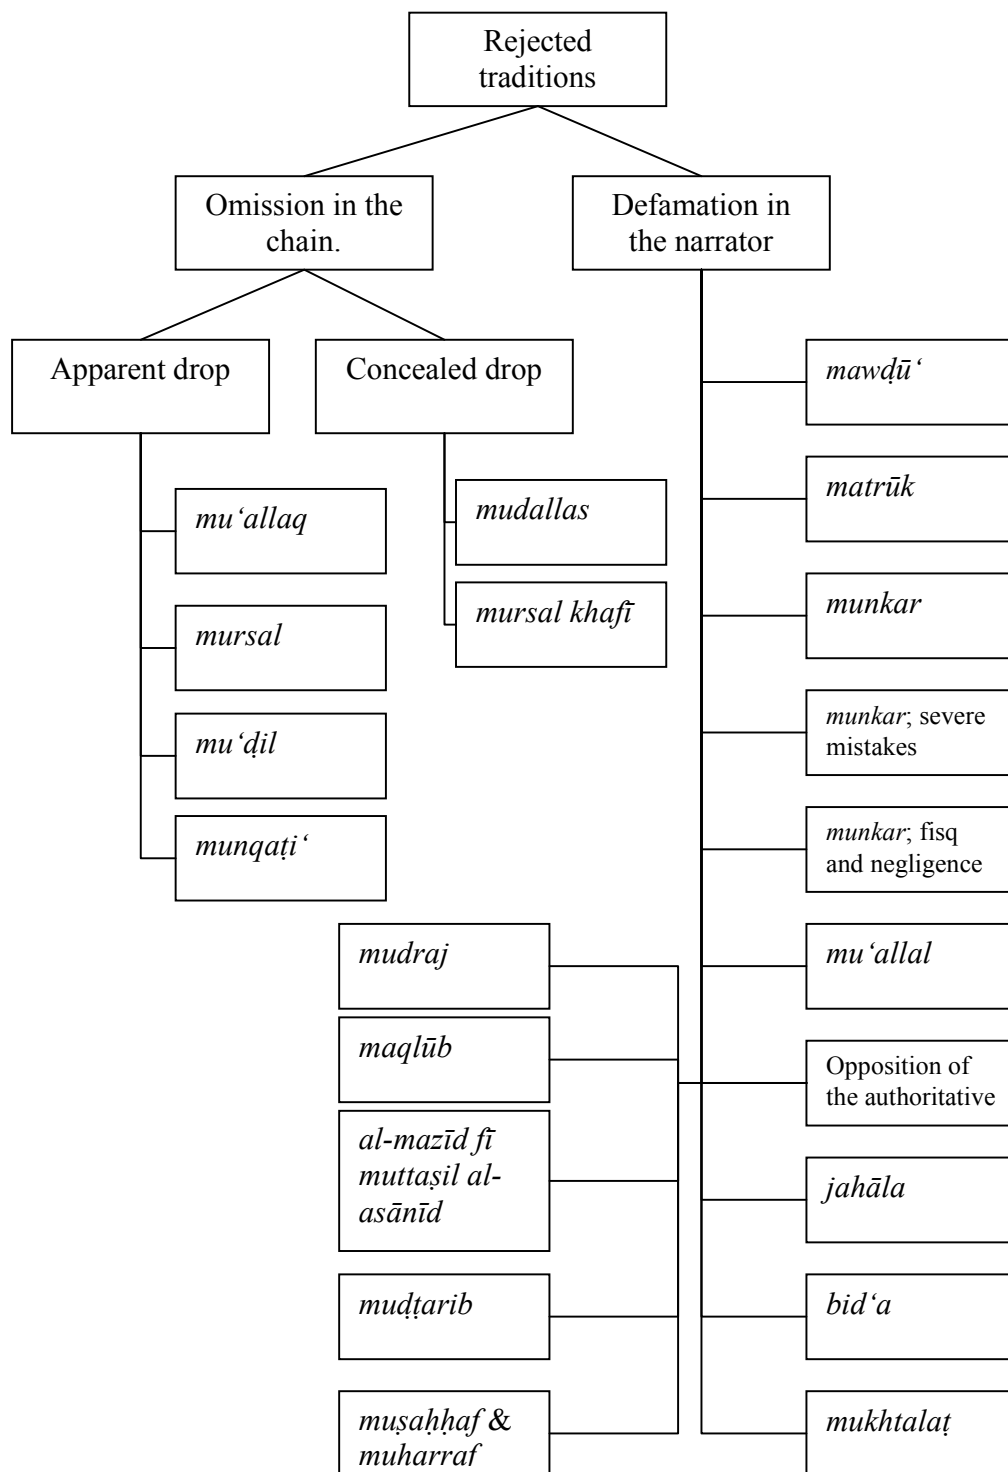 Rejected
traditions
Omission in the
chain.
Defamation in
the narrator
Apparent drop
Concealed drop
mu‘allaq
mursal
mu‘ḍil
munqaṭi‘
mudallas
mursal khafī
mawḍū‘
matrūk
munkar
munkar; severe
mistakes
munkar; fisq
and negligence
mu‘allal
Opposition of
the authoritative
jahāla
bid‘a
mukhtalaṭ
mudraj
maqlūb
al-mazīd fī
muttaṣil al-
asānīd
muḍṭarib
muṣaḥḥaf &
muharraf